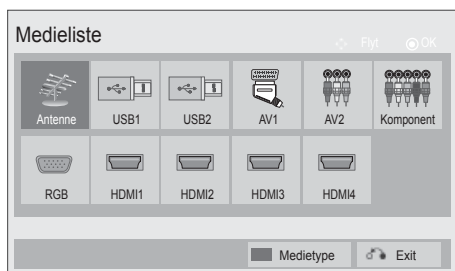 Medieliste
Flyt OK
Antenne USB1 USB2 AV1 AV2 Komponent
RGB HDMI1 HDMI2 HDMI3 HDMI4
Medietype Exit